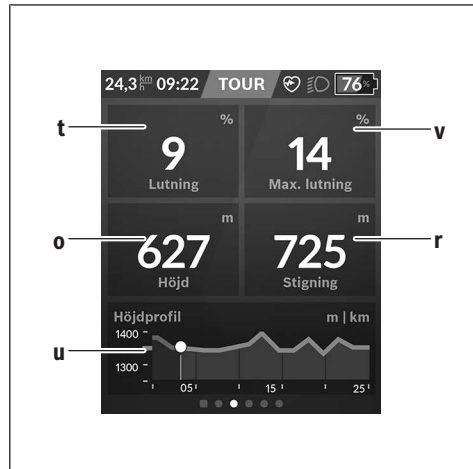 24,3 km/h 09:22 TOUR 76%
t % % v
9 14
Lutning Max. lutning
o m m r
627 725
Höjd Stigning
Höjdprofil m | km
1400
u
1300
05 15 25